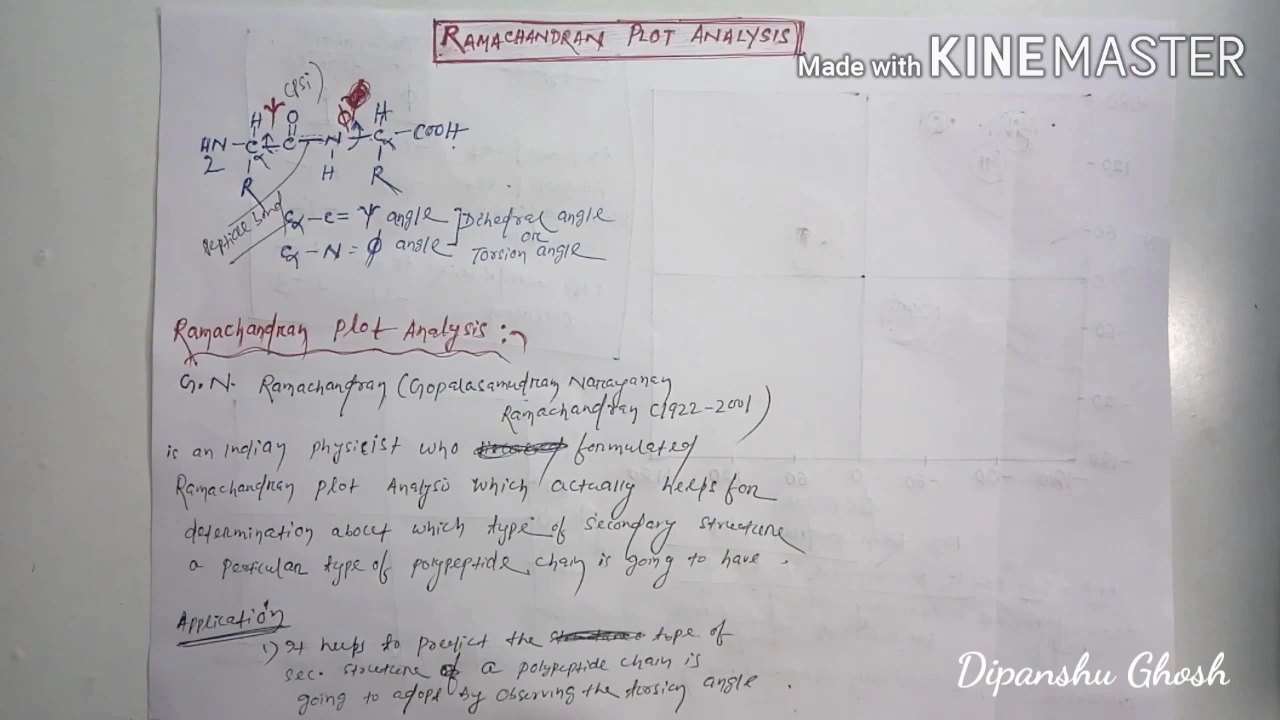 RAMACHANDRAN PLOT ANALYSIS
Made with KINEMASTER
(Psi)
H Ψ O Φ H
H2N - Cα - C - N - Cα - COOH
R H R
Peptide bond
Cα - C = Ψ angle ] Dihedral angle
or
Cα - N = Φ angle Torsion angle
Ramachandran Plot Analysis :-
G.N. Ramachandran (Gopalasamudram Narayanan
Ramachandran (1922-2001)
is an Indian physicist who formulated
Ramachandran plot Analysis which actually helps for
determination about which type of secondary structure
a perticular type of polypeptide chain is going to have.
Application
1) It helps to predict the type of
sec. structure of a polypeptide chain is
going to adopt by observing the torsion angle.
Dipanshu Ghosh